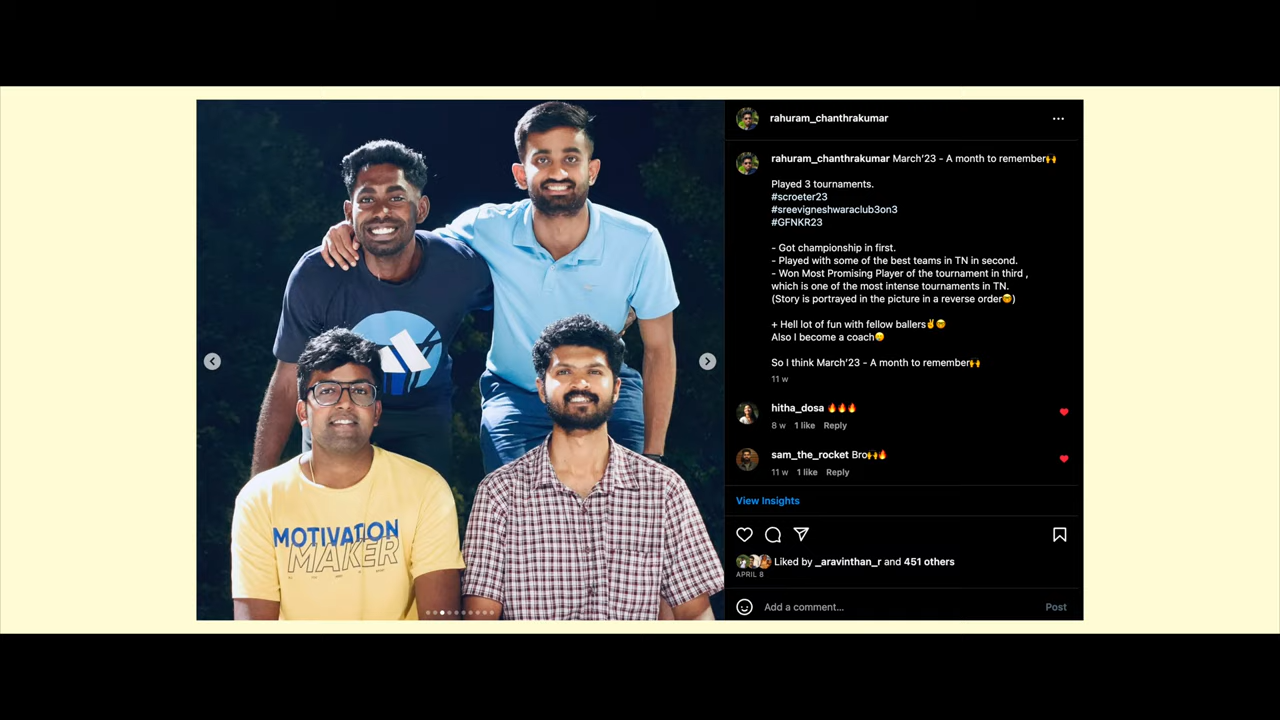 MOTIVATION
MAKER
rahuram_chanthrakumar
rahuram_chanthrakumar March'23 - A month to remember🙌
Played 3 tournaments.
#scroeter23
#sreevigneshwaraclub3on3
#GFNKR23
- Got championship in first.
- Played with some of the best teams in TN in second.
- Won Most Promising Player of the tournament in third ,
which is one of the most intense tournaments in TN.
(Story is portrayed in the picture in a reverse order🤓)
+ Hell lot of fun with fellow ballers✌️🤓
Also I become a coach🙂
So I think March'23 - A month to remember🙌
11 w
hitha_dosa 🔥🔥🔥
8 w 1 like Reply
sam_the_rocket Bro🙌🔥
11 w 1 like Reply
View Insights
Liked by _aravinthan_r and 451 others
APRIL 8
Add a comment... Post